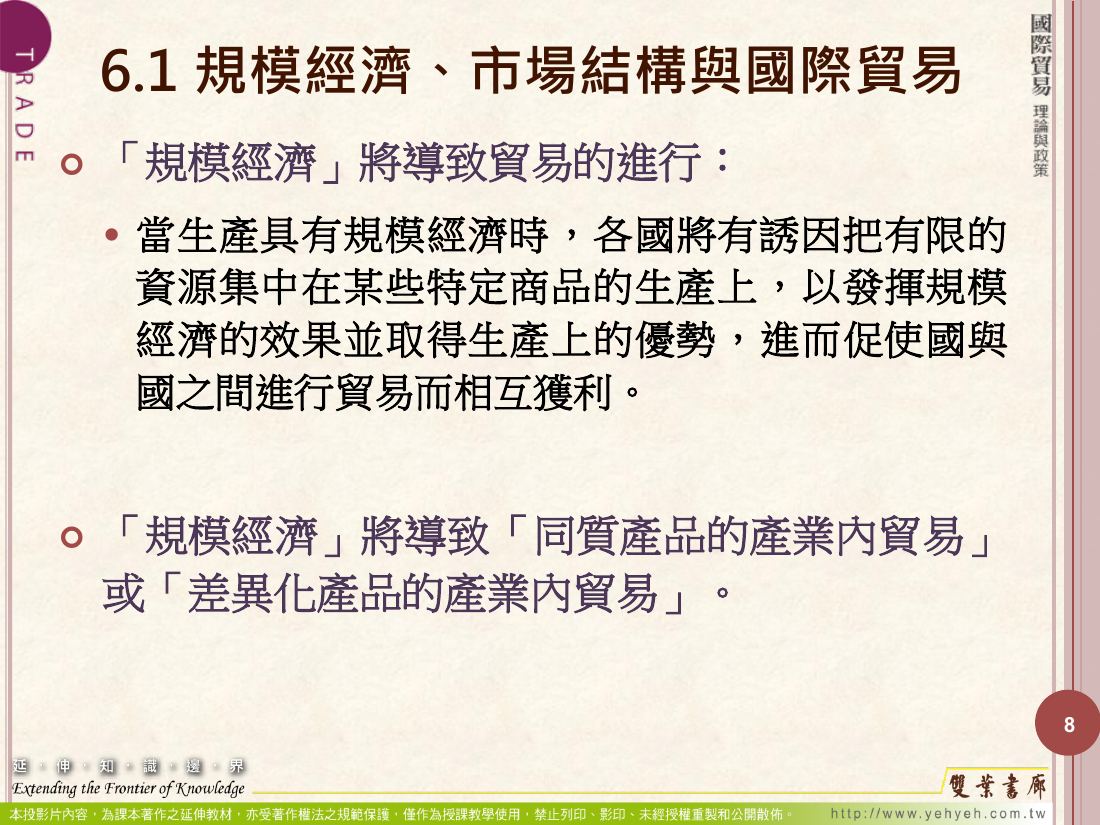 TRADE
6.1 規模經濟、市場結構與國際貿易
國際貿易 理論與政策
「規模經濟」將導致貿易的進行：
當生產具有規模經濟時，各國將有誘因把有限的
資源集中在某些特定商品的生產上，以發揮規模
經濟的效果並取得生產上的優勢，進而促使國與
國之間進行貿易而相互獲利。
「規模經濟」將導致「同質產品的產業內貿易」
或「差異化產品的產業內貿易」。
8
延。伸。知。識。邊。界
Extending the Frontier of Knowledge
雙葉書廊
本投影片內容，為課本著作之延伸教材，亦受著作權法之規範保護，僅作為授課教學使用，禁止列印、影印、未經授權重製和公開散佈。
http://www.yehyeh.com.tw